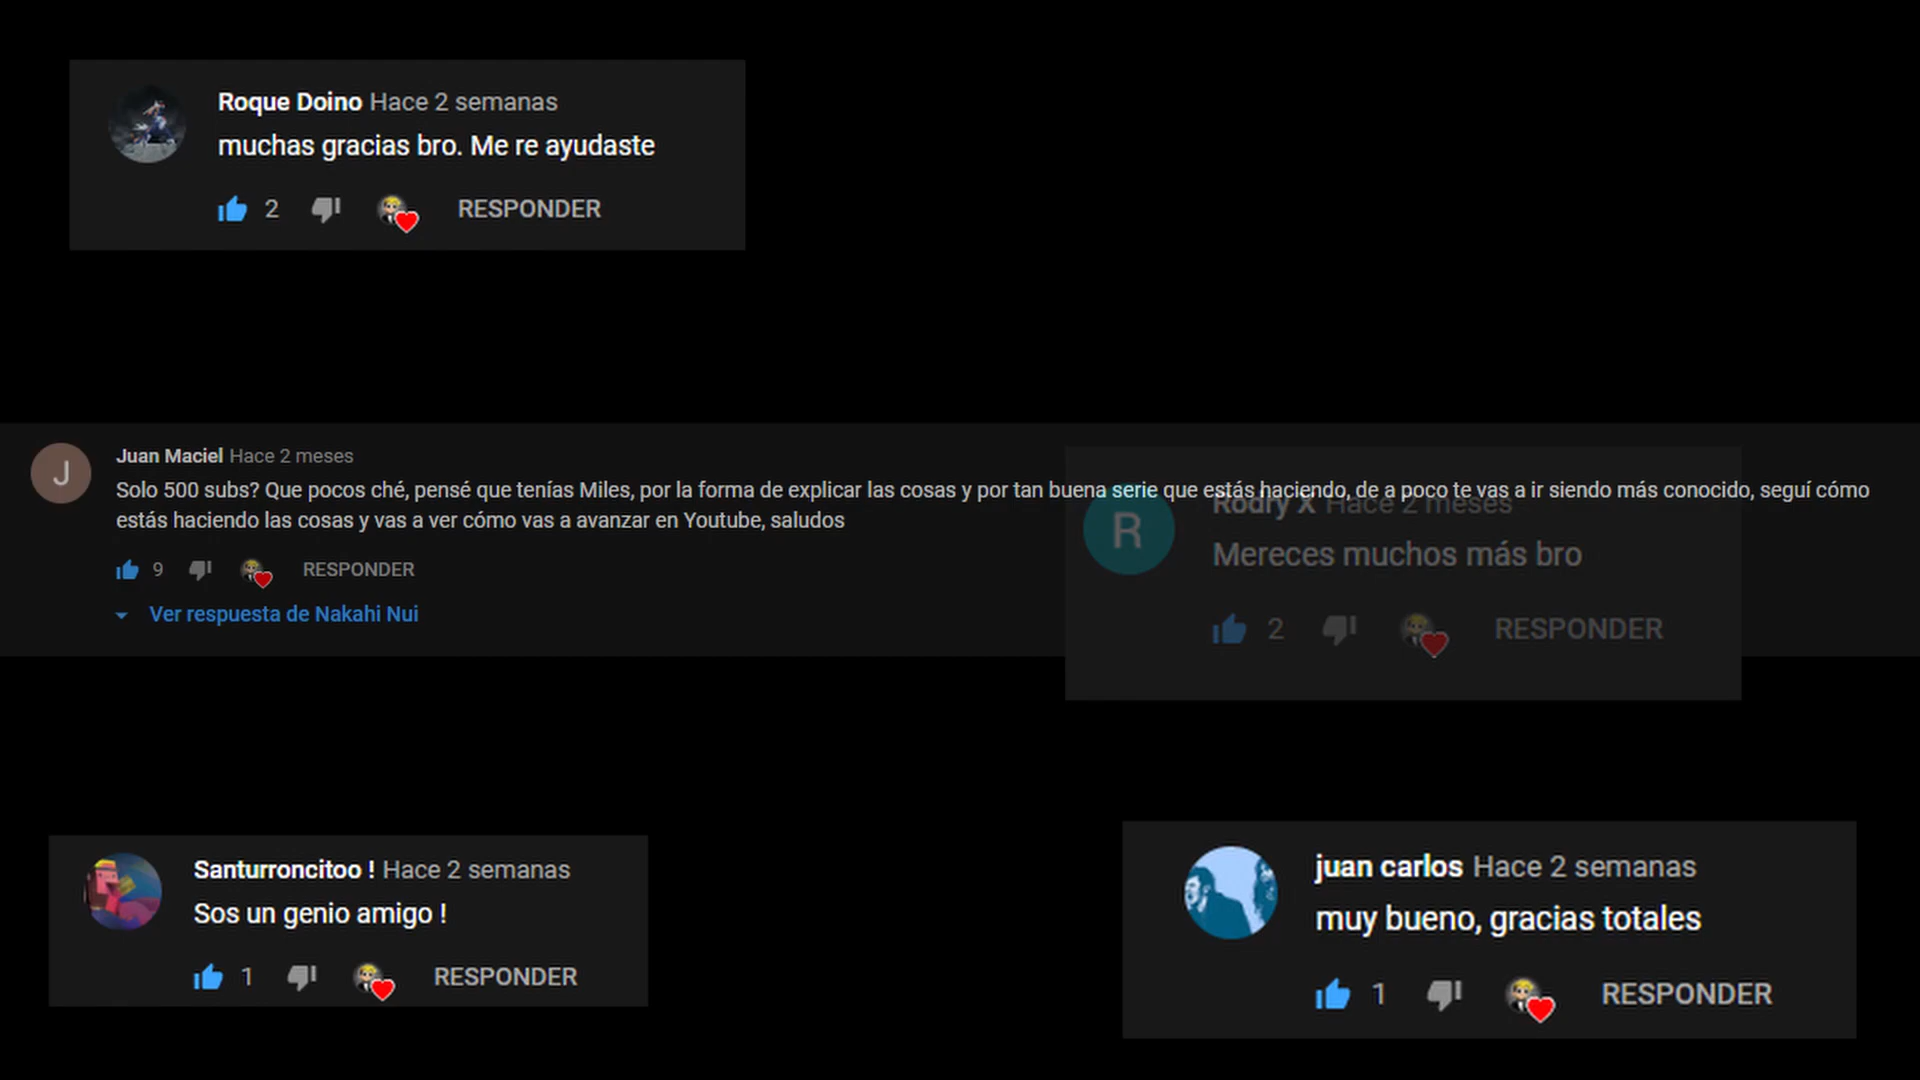 Roque Doino Hace 2 semanas
muchas gracias bro. Me re ayudaste
2 RESPONDER
J
Juan Maciel Hace 2 meses
Solo 500 subs? Que pocos ché, pensé que tenías Miles, por la forma de explicar las cosas y por tan buena serie que estás haciendo, de a poco te vas a ir siendo más conocido, seguí cómo
estás haciendo las cosas y vas a ver cómo vas a avanzar en Youtube, saludos
9 RESPONDER
Ver respuesta de Nakahi Nui
R
Rodry X Hace 2 meses
Mereces muchos más bro
2 RESPONDER
Santurroncitoo ! Hace 2 semanas
Sos un genio amigo !
1 RESPONDER
juan carlos Hace 2 semanas
muy bueno, gracias totales
1 RESPONDER